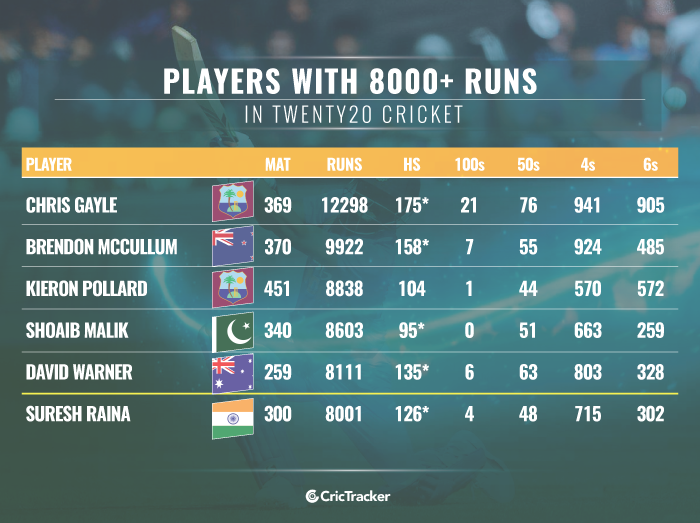 PLAYERS WITH 8000+ RUNS
IN TWENTY20 CRICKET
PLAYER MAT RUNS HS 100s 50s 4s 6s
CHRIS GAYLE 369 12298 175* 21 76 941 905
BRENDON MCCULLUM 370 9922 158* 7 55 924 485
KIERON POLLARD 451 8838 104 1 44 570 572
SHOAIB MALIK 340 8603 95* 0 51 663 259
DAVID WARNER 259 8111 135* 6 63 803 328
SURESH RAINA 300 8001 126* 4 48 715 302
CricTracker